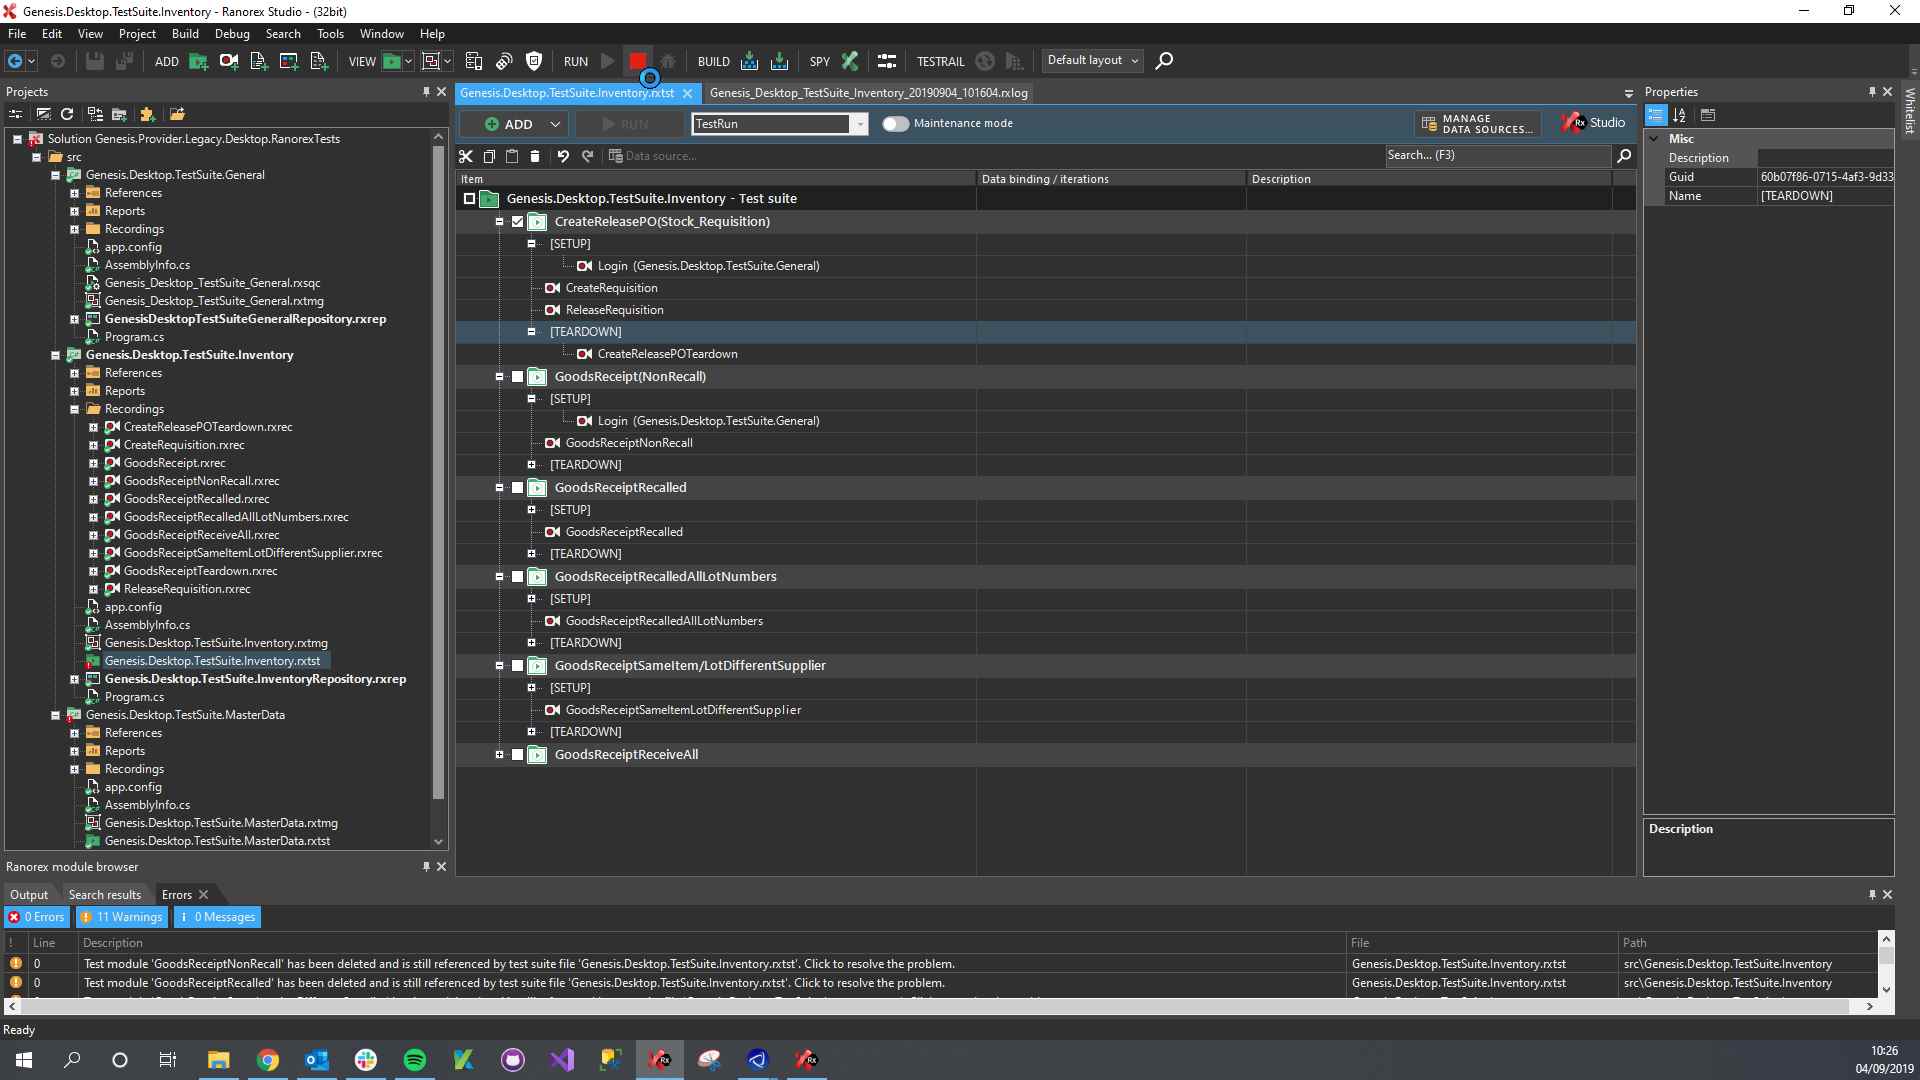 Genesis.Desktop.TestSuite.Inventory - Ranorex Studio - (32bit)
File Edit View Project Build Debug Search Tools Window Help
ADD VIEW RUN BUILD SPY TESTRAIL Default layout
Projects
Solution Genesis.Provider.Legacy.Desktop.RanorexTests
src
Genesis.Desktop.TestSuite.General
References
Reports
Recordings
app.config
AssemblyInfo.cs
Genesis_Desktop_TestSuite_General.rxsqc
Genesis_Desktop_TestSuite_General.rxtmg
GenesisDesktopTestSuiteGeneralRepository.rxrep
Program.cs
Genesis.Desktop.TestSuite.Inventory
References
Reports
Recordings
CreateReleasePOTeardown.rxrec
CreateRequisition.rxrec
GoodsReceipt.rxrec
GoodsReceiptNonRecall.rxrec
GoodsReceiptRecalled.rxrec
GoodsReceiptRecalledAllLotNumbers.rxrec
GoodsReceiptReceiveAll.rxrec
GoodsReceiptSameItemLotDifferentSupplier.rxrec
GoodsReceiptTeardown.rxrec
ReleaseRequisition.rxrec
app.config
AssemblyInfo.cs
Genesis.Desktop.TestSuite.Inventory.rxtmg
Genesis.Desktop.TestSuite.Inventory.rxtst
Genesis.Desktop.TestSuite.InventoryRepository.rxrep
Program.cs
Genesis.Desktop.TestSuite.MasterData
References
Reports
Recordings
app.config
AssemblyInfo.cs
Genesis.Desktop.TestSuite.MasterData.rxtmg
Genesis.Desktop.TestSuite.MasterData.rxtst
Ranorex module browser
Genesis.Desktop.TestSuite.Inventory.rxtst Genesis_Desktop_TestSuite_Inventory_20190904_101604.rxlog
ADD RUN TestRun Maintenance mode MANAGE DATA SOURCES... Rx Studio
Data source... Search... (F3)
Item Data binding / iterations Description
Genesis.Desktop.TestSuite.Inventory - Test suite
CreateReleasePO(Stock_Requisition)
[SETUP]
Login (Genesis.Desktop.TestSuite.General)
CreateRequisition
ReleaseRequisition
[TEARDOWN]
CreateReleasePOTeardown
GoodsReceipt(NonRecall)
[SETUP]
Login (Genesis.Desktop.TestSuite.General)
GoodsReceiptNonRecall
[TEARDOWN]
GoodsReceiptRecalled
[SETUP]
GoodsReceiptRecalled
[TEARDOWN]
GoodsReceiptRecalledAllLotNumbers
[SETUP]
GoodsReceiptRecalledAllLotNumbers
[TEARDOWN]
GoodsReceiptSameItem/LotDifferentSupplier
[SETUP]
GoodsReceiptSameItemLotDifferentSupplier
[TEARDOWN]
GoodsReceiptReceiveAll
Properties
Misc
Description
Guid 60b07f86-0715-4af3-9d33
Name [TEARDOWN]
Description
Whitelist
Output Search results Errors
0 Errors 11 Warnings 0 Messages
! Line Description File Path
0 Test module 'GoodsReceiptNonRecall' has been deleted and is still referenced by test suite file 'Genesis.Desktop.TestSuite.Inventory.rxtst'. Click to resolve the problem. Genesis.Desktop.TestSuite.Inventory.rxtst src\Genesis.Desktop.TestSuite.Inventory
0 Test module 'GoodsReceiptRecalled' has been deleted and is still referenced by test suite file 'Genesis.Desktop.TestSuite.Inventory.rxtst'. Click to resolve the problem. Genesis.Desktop.TestSuite.Inventory.rxtst src\Genesis.Desktop.TestSuite.Inventory
Ready
10:26
04/09/2019